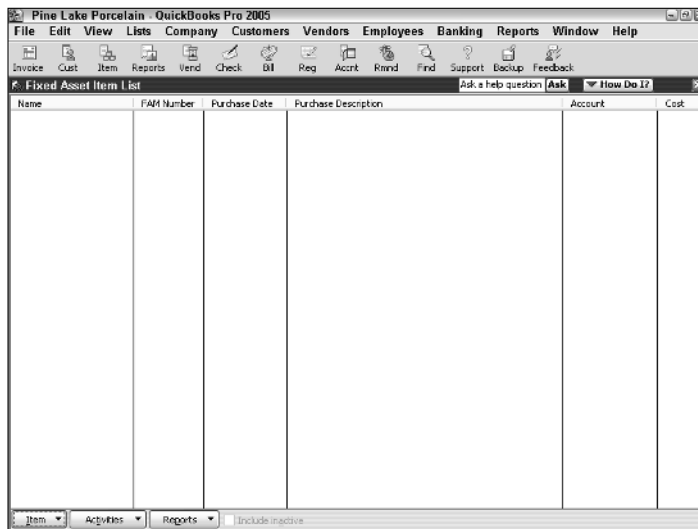 Pine Lake Porcelain - QuickBooks Pro 2005
File Edit View Lists Company Customers Vendors Employees Banking Reports Window Help
Invoice Cust Item Reports Vend Check Bill Reg Accnt Rmnd Find Support Backup Feedback
Fixed Asset Item List Ask a help question Ask How Do I?
Name FAM Number Purchase Date Purchase Description Account Cost
Item Activities Reports Include inactive